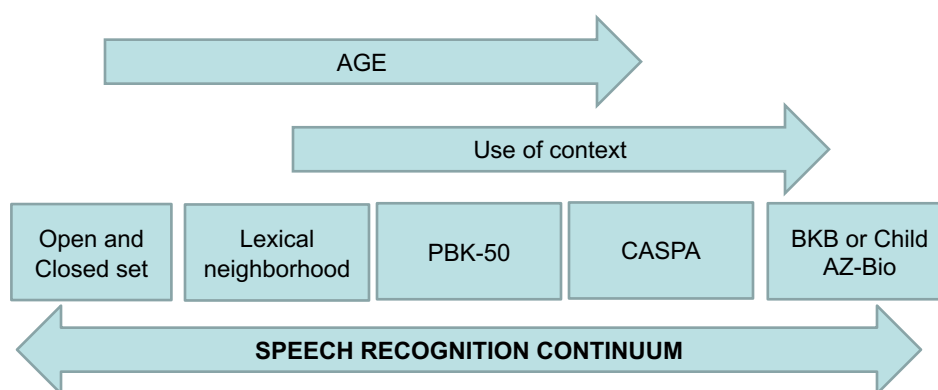 AGE
Use of context
Open and
Closed set
Lexical
neighborhood
PBK-50
CASPA
BKB or Child
AZ-Bio
SPEECH RECOGNITION CONTINUUM